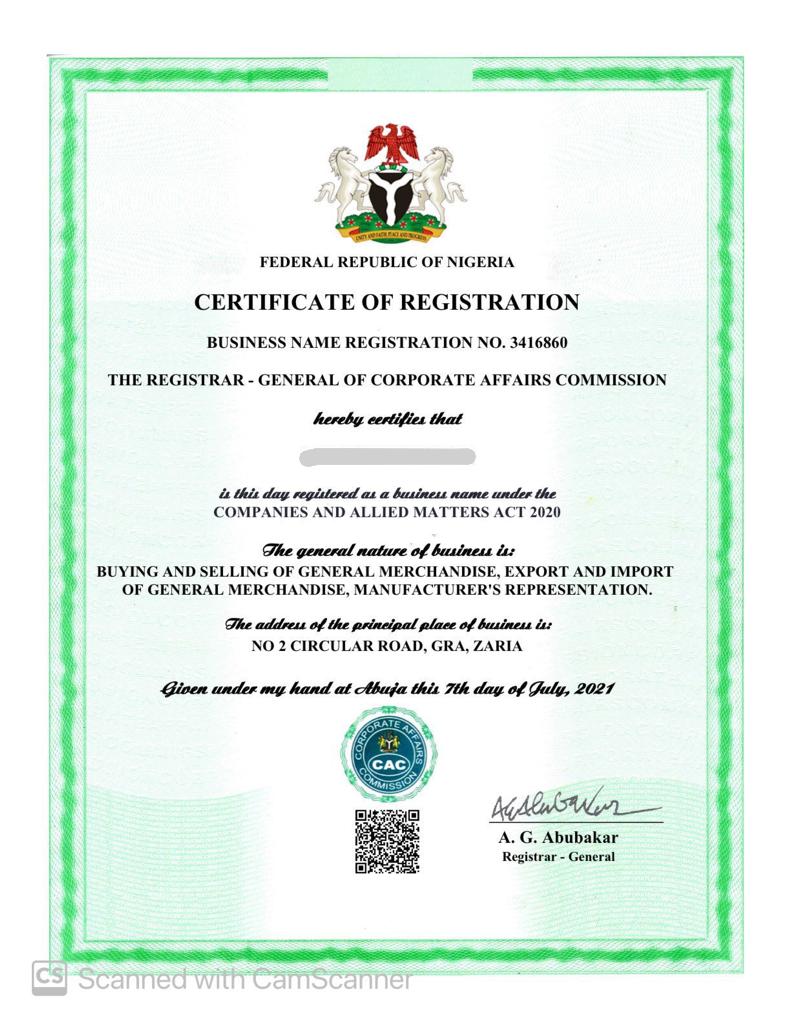 UNITY AND FAITH, PEACE AND PROGRESS
FEDERAL REPUBLIC OF NIGERIA
CERTIFICATE OF REGISTRATION
BUSINESS NAME REGISTRATION NO. 3416860
THE REGISTRAR - GENERAL OF CORPORATE AFFAIRS COMMISSION
hereby certifies that
is this day registered as a business name under the
COMPANIES AND ALLIED MATTERS ACT 2020
The general nature of business is:
BUYING AND SELLING OF GENERAL MERCHANDISE, EXPORT AND IMPORT
OF GENERAL MERCHANDISE, MANUFACTURER'S REPRESENTATION.
The address of the principal place of business is:
NO 2 CIRCULAR ROAD, GRA, ZARIA
Given under my hand at Abuja this 7th day of July, 2021
CORPORATE AFFAIRS
CAC
COMMISSION
A. G. Abubakar
Registrar - General
CS Scanned with CamScanner